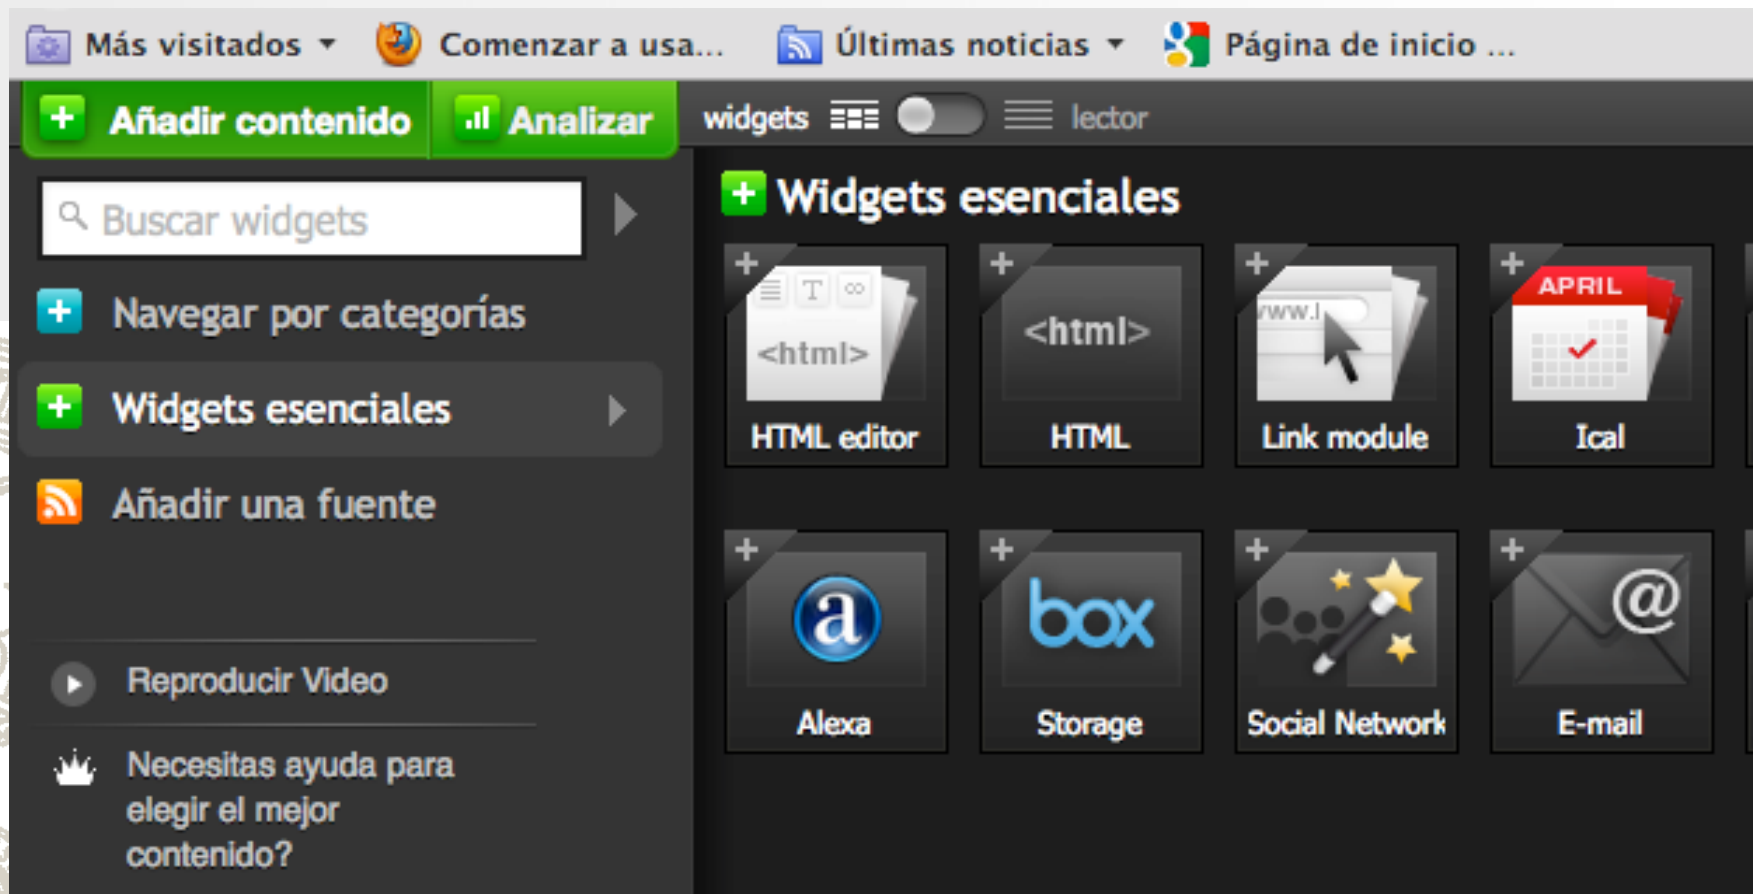 Más visitados Comenzar a usa... Últimas noticias Página de inicio ...
Añadir contenido Analizar widgets lector
Buscar widgets
Navegar por categorías
Widgets esenciales
Añadir una fuente
Reproducir Video
Necesitas ayuda para
elegir el mejor
contenido?
Widgets esenciales
T
<html>
HTML editor
<html>
HTML
www.l
Link module
APRIL
Ical
a
Alexa
box
Storage
Social Network
@
E-mail